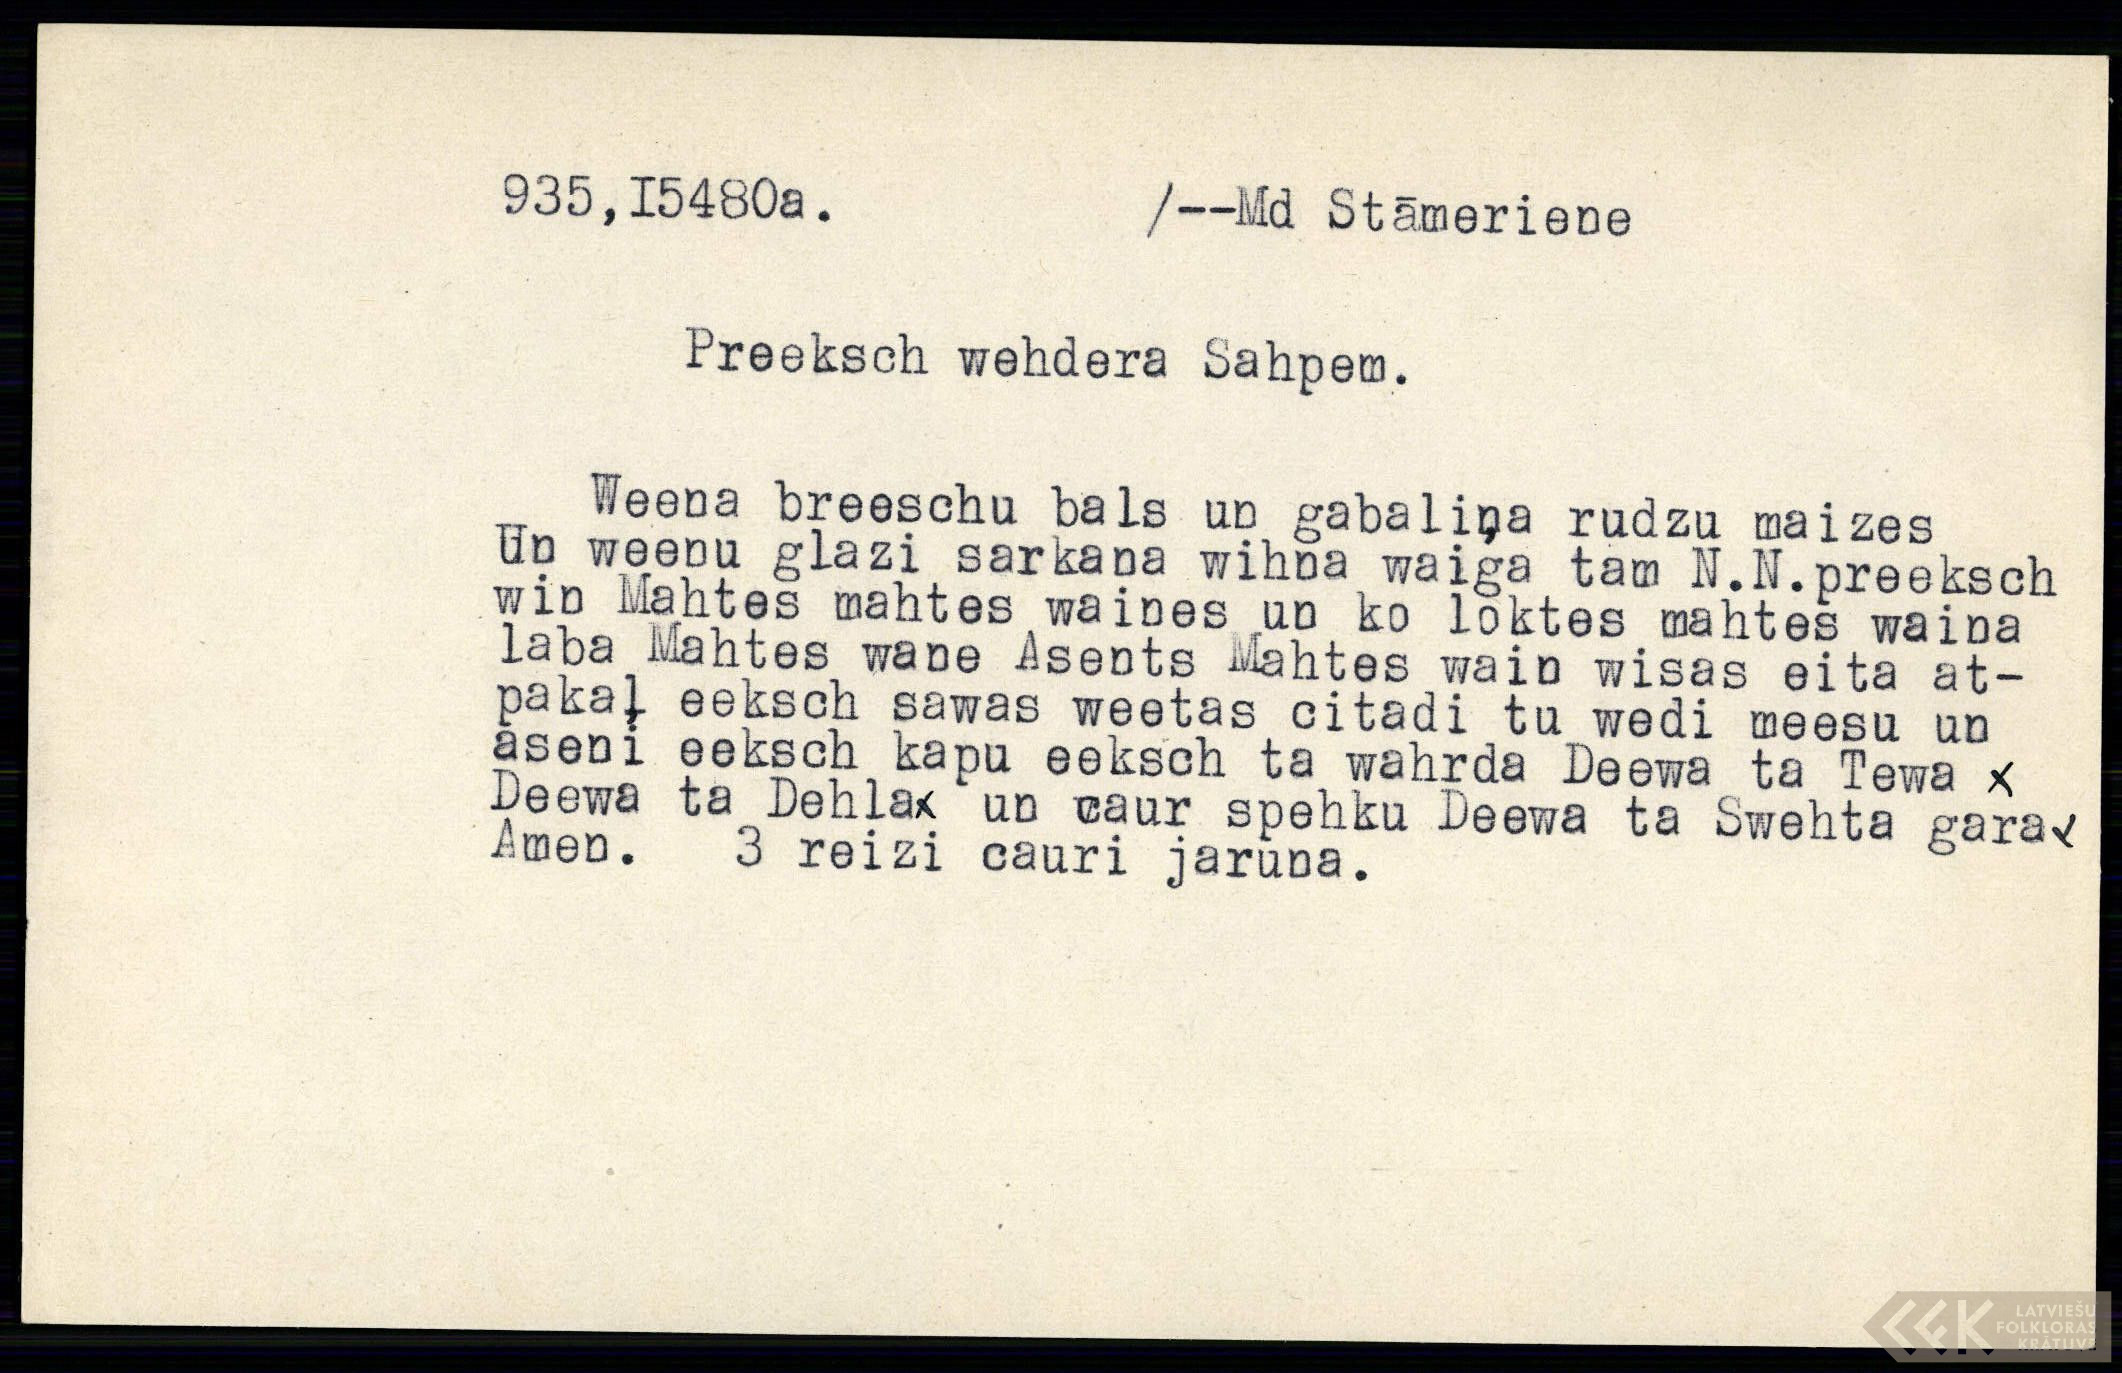 935,I5480a. /--Md Stāmeriene
Preeksch wehdera Sahpem.
Weena breeschu bals un gabaliņa rudzu maizes
Un weenu glazi sarkana wihna waiga tam N.N.preeksch
win Mahtes mahtes waines un ko loktes mahtes waina
laba Mahtes wane Asents Mahtes wain wisas eita at-
pakaļ eeksch sawas weetas citadi tu wedi meesu un
aseni eeksch kapu eeksch ta wahrda Deewa ta Tewa x
Deewa ta Dehla x un caur spehku Deewa ta Swehta gara x
Amen. 3 reizi cauri jaruna.
LATVIEŠU
FOLKLORAS
KRĀTUVE